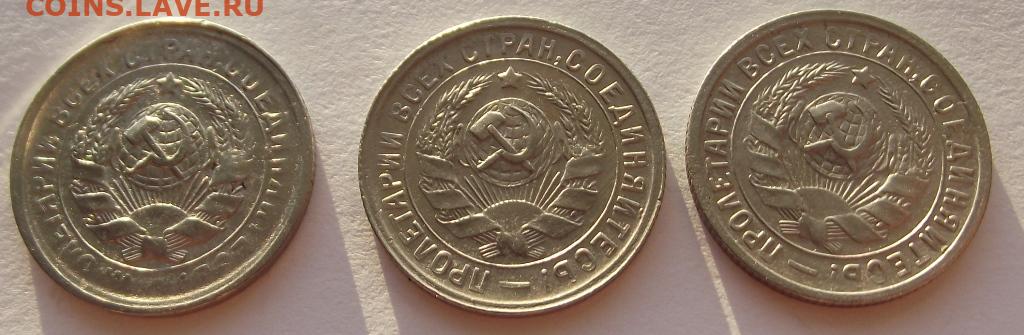 COINS.LAVE.RU
ПРОЛЕТАРИИ ВСЕХ СТРАН, СОЕДИНЯЙТЕСЬ!
ПРОЛЕТАРИИ ВСЕХ СТРАН, СОЕДИНЯЙТЕСЬ!